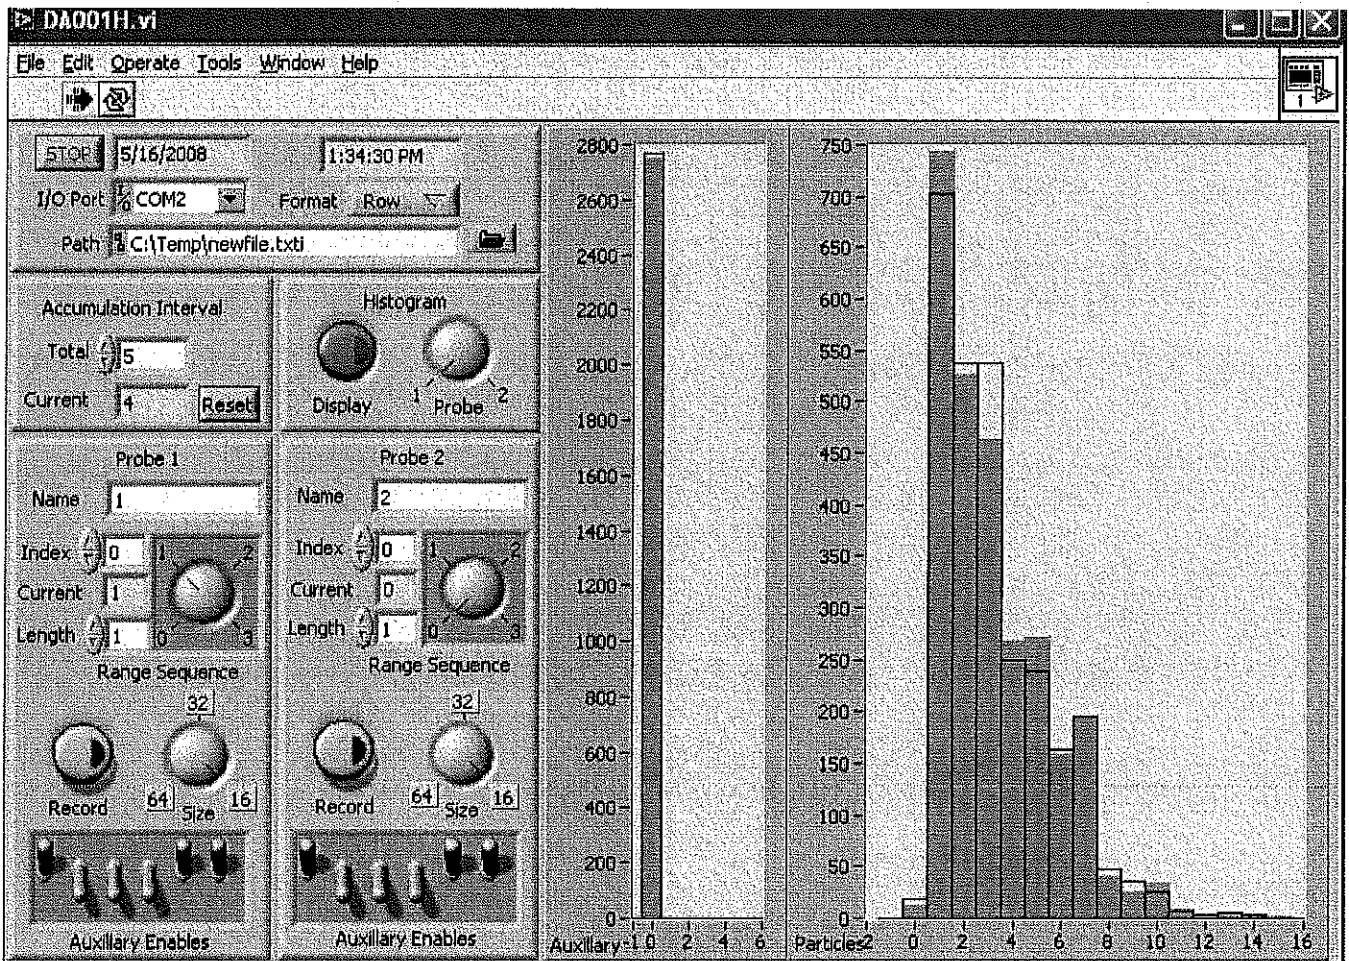 DA001H.vi
File Edit Operate Tools Window Help
1
STOP 5/16/2008 1:34:30 PM
I/O Port I/O COM2 Format Row
Path C:\Temp\newfile.txti
Accumulation Interval
Total 5
Current 4 Reset
Histogram
Display 1 Probe 2
Probe 1
Name 1
Index 0 1 2
Current 1
Length 1 0 3
Range Sequence
32
Record 64 Size 16
Auxillary Enables
Probe 2
Name 2
Index 0 1 2
Current 0
Length 1 0 3
Range Sequence
32
Record 64 Size 16
Auxillary Enables
2800
2600
2400
2200
2000
1800
1600
1400
1200
1000
800
600
400
200
0
Auxillary -1 0 2 4 6
750
700
650
600
550
500
450
400
350
300
250
200
150
100
50
0
Particles -2 0 2 4 6 8 10 12 14 16